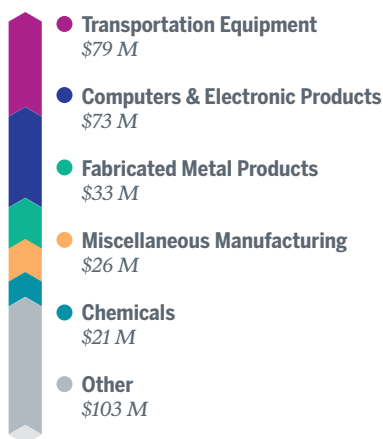 Transportation Equipment
$79 M
Computers & Electronic Products
$73 M
Fabricated Metal Products
$33 M
Miscellaneous Manufacturing
$26 M
Chemicals
$21 M
Other
$103 M